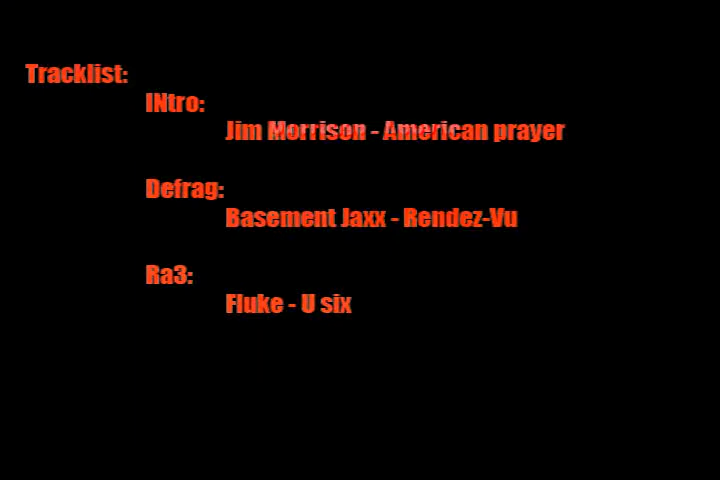 Tracklist:
INtro:
Jim Morrison - American prayer
Defrag:
Basement Jaxx - Rendez-Vu
Ra3:
Fluke - U six